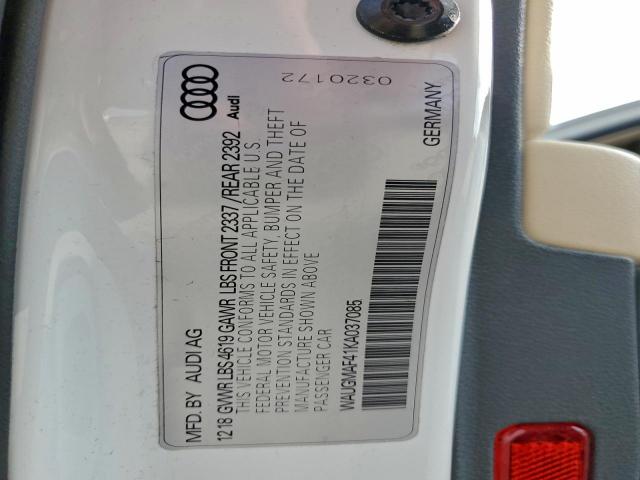 MFD. BY AUDI AG
Audi
0320172
12 18 GVWR LBS 4619 GAWR LBS FRONT 2337 / REAR 2392
THIS VEHICLE CONFORMS TO ALL APPLICABLE U.S.
FEDERAL MOTOR VEHICLE SAFETY, BUMPER AND THEFT
PREVENTION STANDARDS IN EFFECT ON THE DATE OF
MANUFACTURE SHOWN ABOVE
PASSENGER CAR
WAUGMAF41KA037085
GERMANY